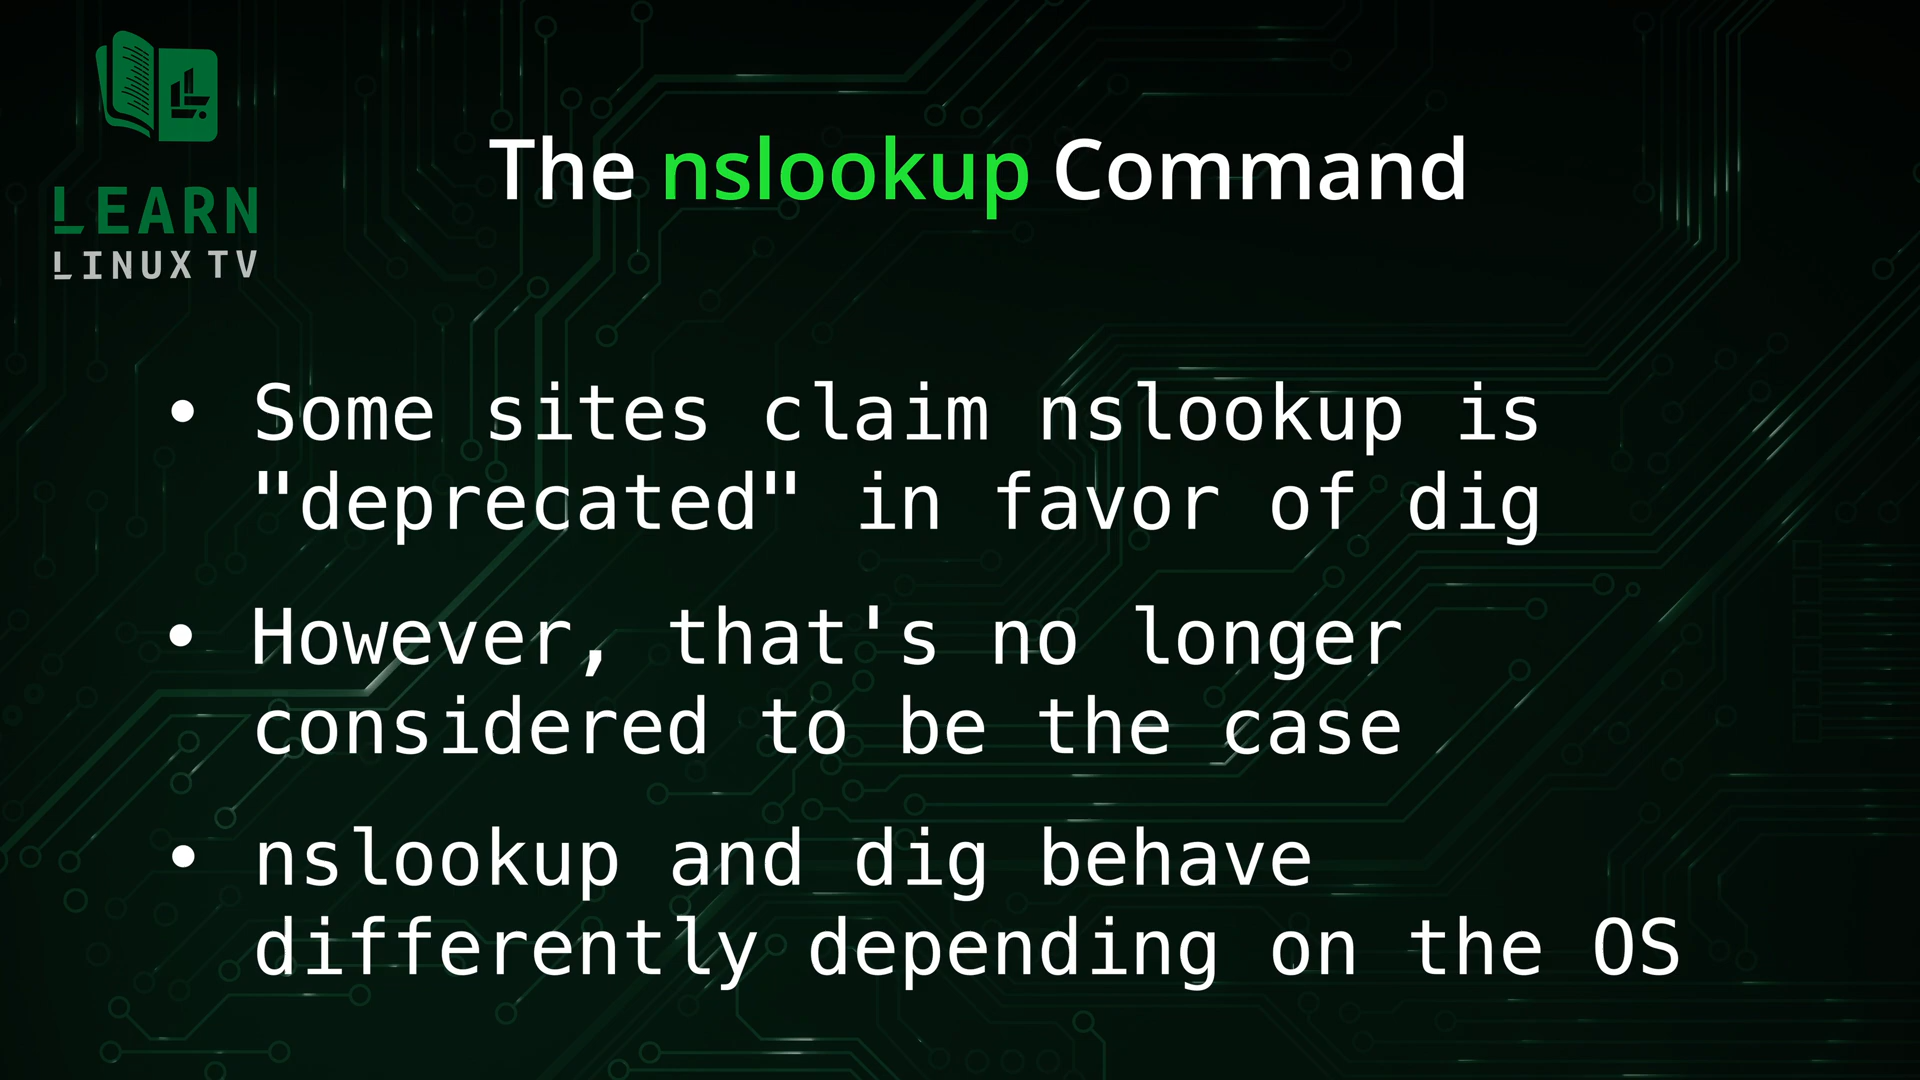 LEARN
LINUX TV
The nslookup Command
• Some sites claim nslookup is
"deprecated" in favor of dig
• However, that's no longer
considered to be the case
• nslookup and dig behave
differently depending on the OS